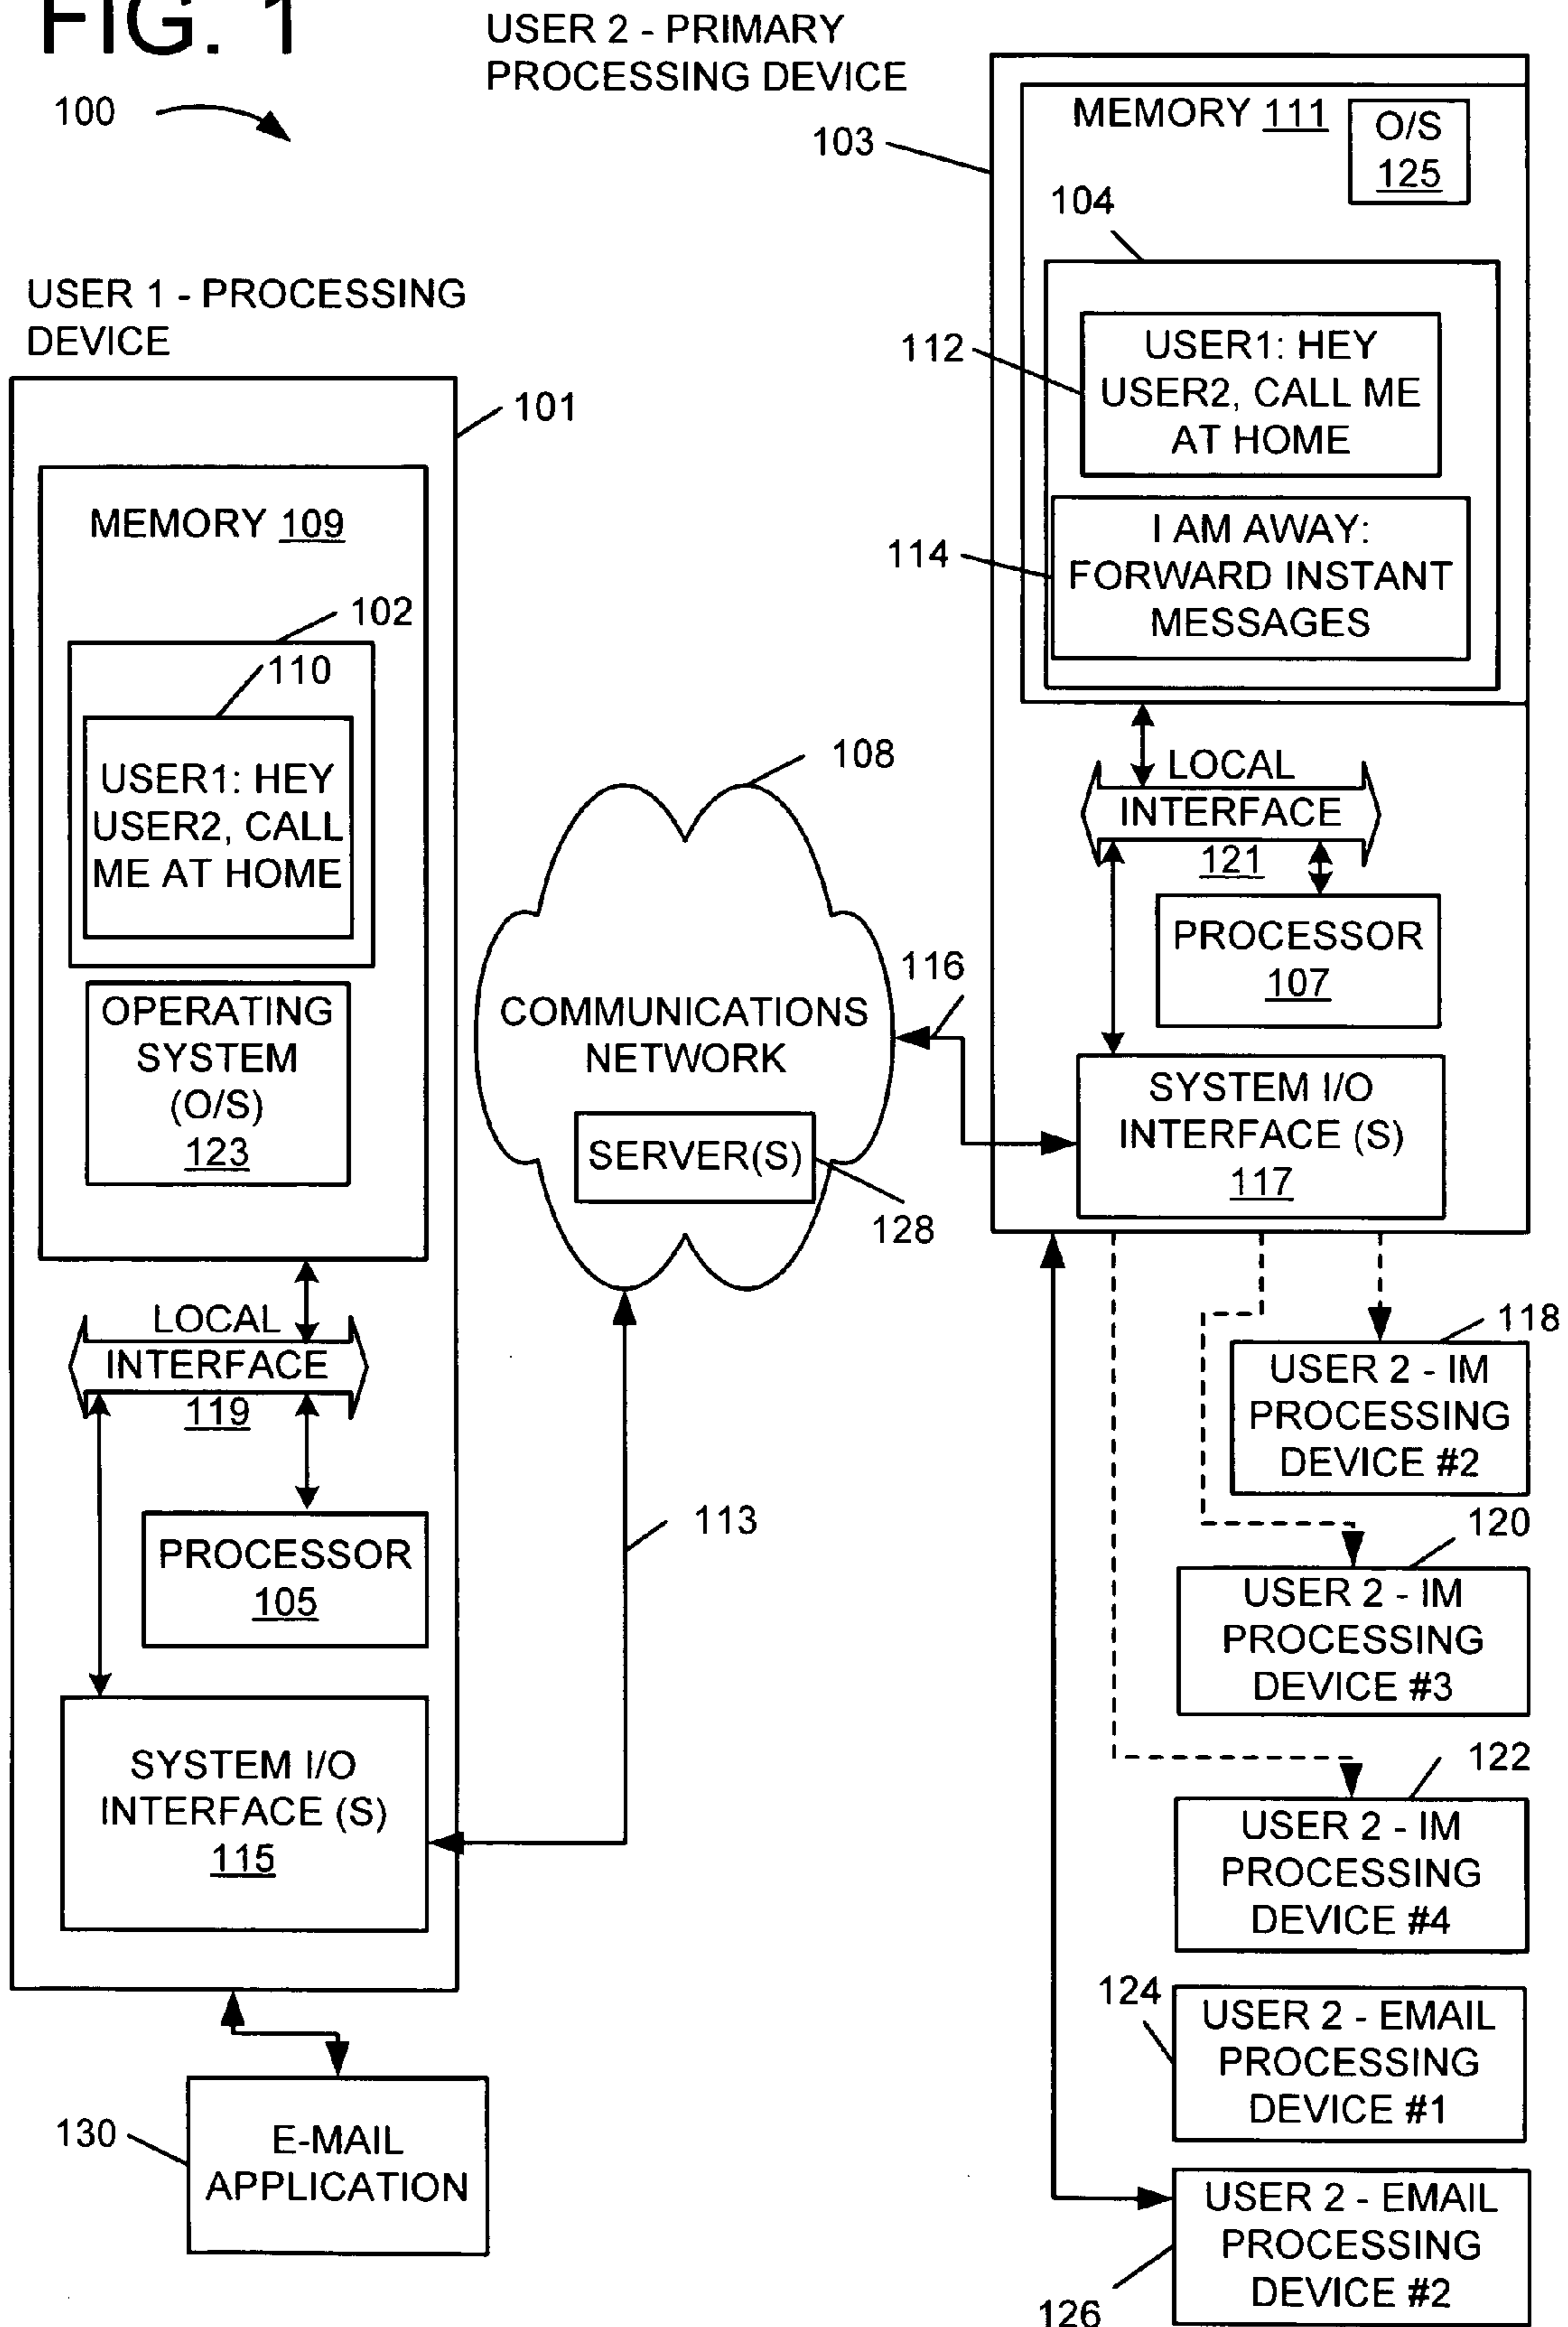 FIG. 1
100
USER 2 - PRIMARY
PROCESSING DEVICE
103
MEMORY 111
O/S
125
104
112
USER1: HEY
USER2, CALL ME
AT HOME
114
I AM AWAY:
FORWARD INSTANT
MESSAGES
LOCAL
INTERFACE
121
PROCESSOR
107
116
SYSTEM I/O
INTERFACE (S)
117
USER 1 - PROCESSING
DEVICE
101
MEMORY 109
102
110
USER1: HEY
USER2, CALL
ME AT HOME
OPERATING
SYSTEM
(O/S)
123
LOCAL
INTERFACE
119
PROCESSOR
105
SYSTEM I/O
INTERFACE (S)
115
108
COMMUNICATIONS
NETWORK
SERVER(S)
128
113
118
USER 2 - IM
PROCESSING
DEVICE #2
120
USER 2 - IM
PROCESSING
DEVICE #3
122
USER 2 - IM
PROCESSING
DEVICE #4
124
USER 2 - EMAIL
PROCESSING
DEVICE #1
USER 2 - EMAIL
PROCESSING
DEVICE #2
126
130
E-MAIL
APPLICATION